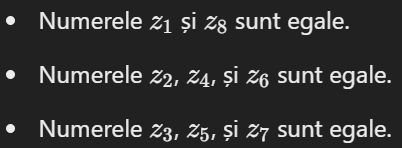 • Numerele z₁ și z₈ sunt egale.
• Numerele z₂, z₄, și z₆ sunt egale.
• Numerele z₃, z₅, și z₇ sunt egale.